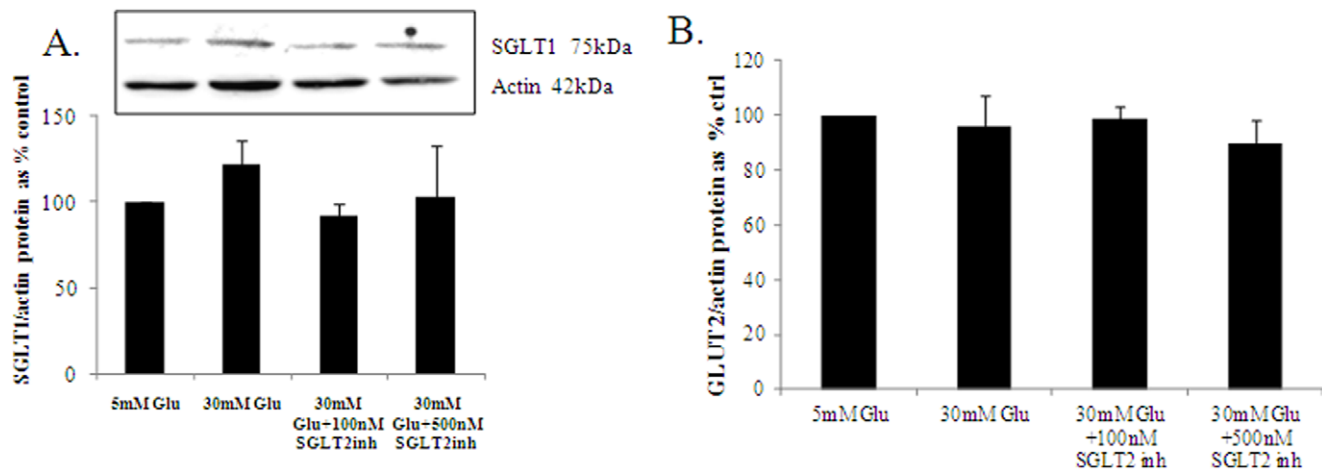 A.
SGLT1 75kDa
Actin 42kDa
SGLT1/actin protein as % control
150
100
50
0
5mM Glu
30mM Glu
30mM
Glu+100nM
SGLT2inh
30mM
Glu+500nM
SGLT2inh
B.
GLUT2/actin protein as % ctrl
120
100
80
60
40
20
0
5mM Glu
30mM Glu
30mM Glu
+100nM
SGLT2 inh
30mM Glu
+500nM
SGLT2 inh